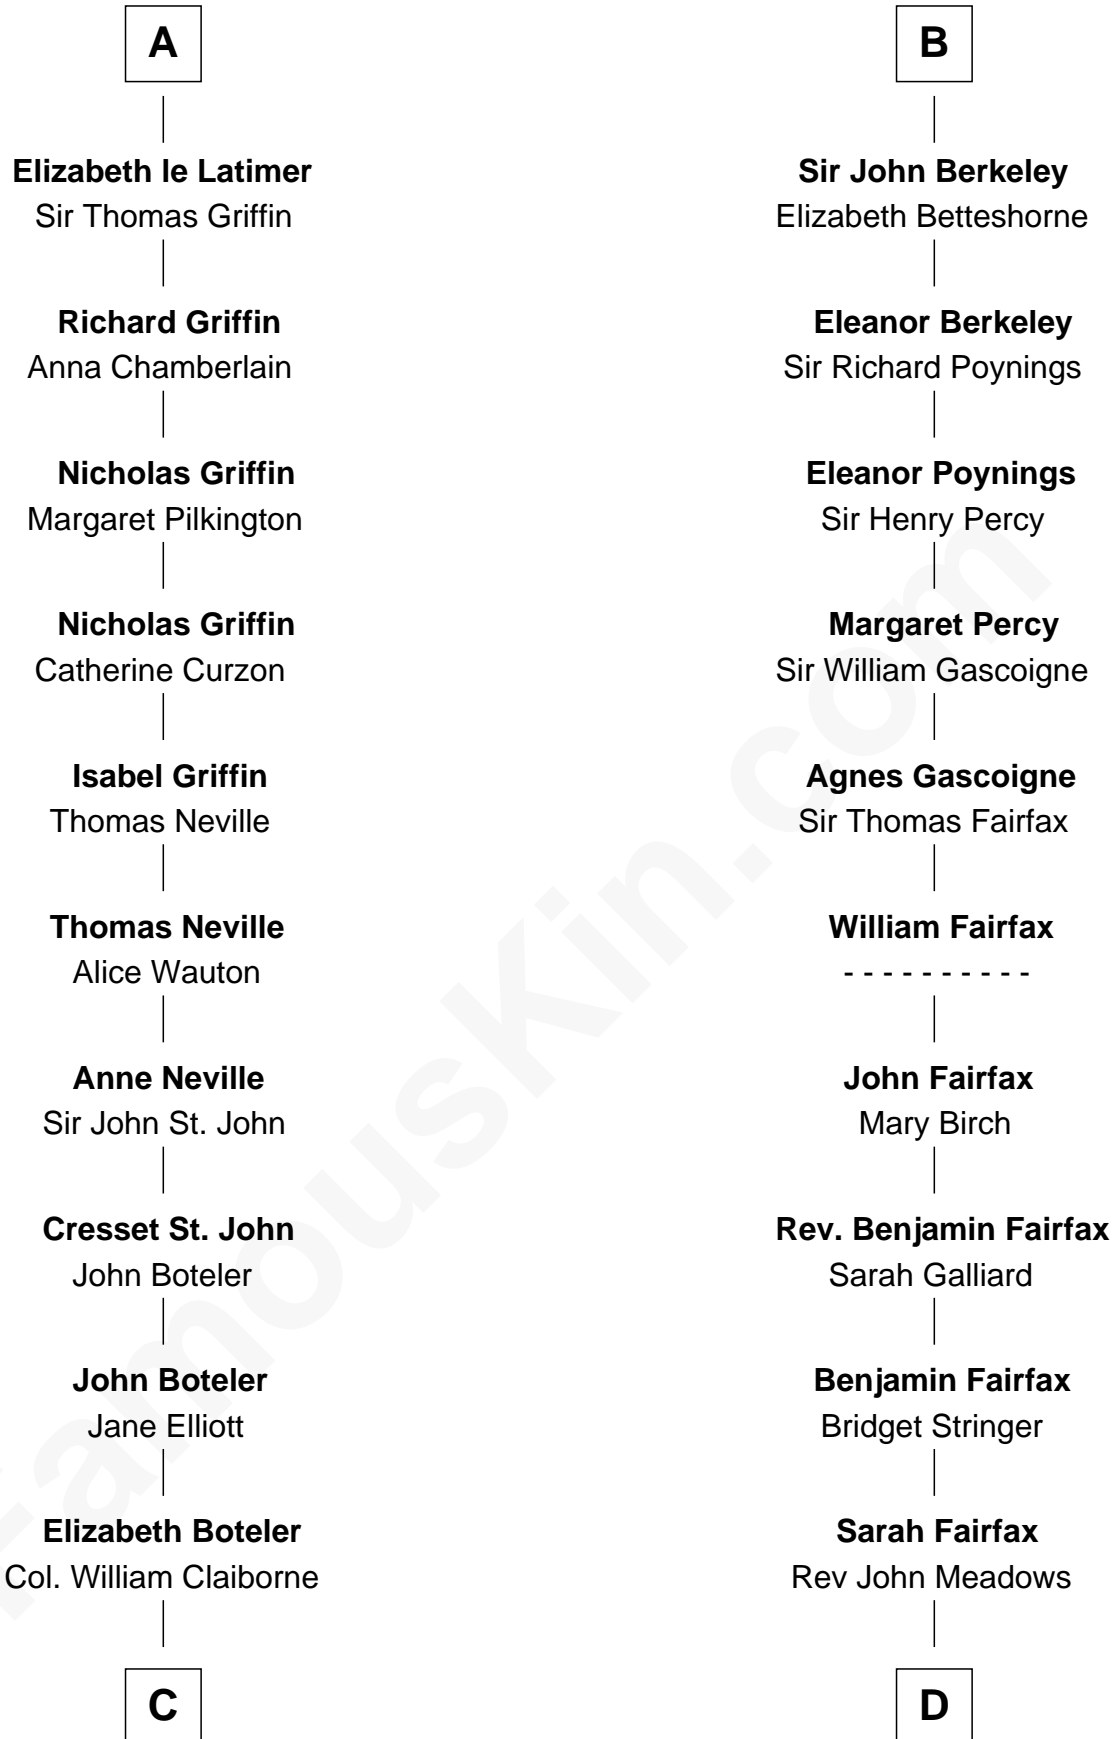 A
Elizabeth le Latimer
Sir Thomas Griffin
Richard Griffin
Anna Chamberlain
Nicholas Griffin
Margaret Pilkington
Nicholas Griffin
Catherine Curzon
Isabel Griffin
Thomas Neville
Thomas Neville
Alice Wauton
Anne Neville
Sir John St. John
Cresset St. John
John Boteler
John Boteler
Jane Elliott
Elizabeth Boteler
Col. William Claiborne
C
B
Sir John Berkeley
Elizabeth Betteshorne
Eleanor Berkeley
Sir Richard Poynings
Eleanor Poynings
Sir Henry Percy
Margaret Percy
Sir William Gascoigne
Agnes Gascoigne
Sir Thomas Fairfax
William Fairfax
- - - - - - - - - -
John Fairfax
Mary Birch
Rev. Benjamin Fairfax
Sarah Galliard
Benjamin Fairfax
Bridget Stringer
Sarah Fairfax
Rev John Meadows
D
FamousKin.com